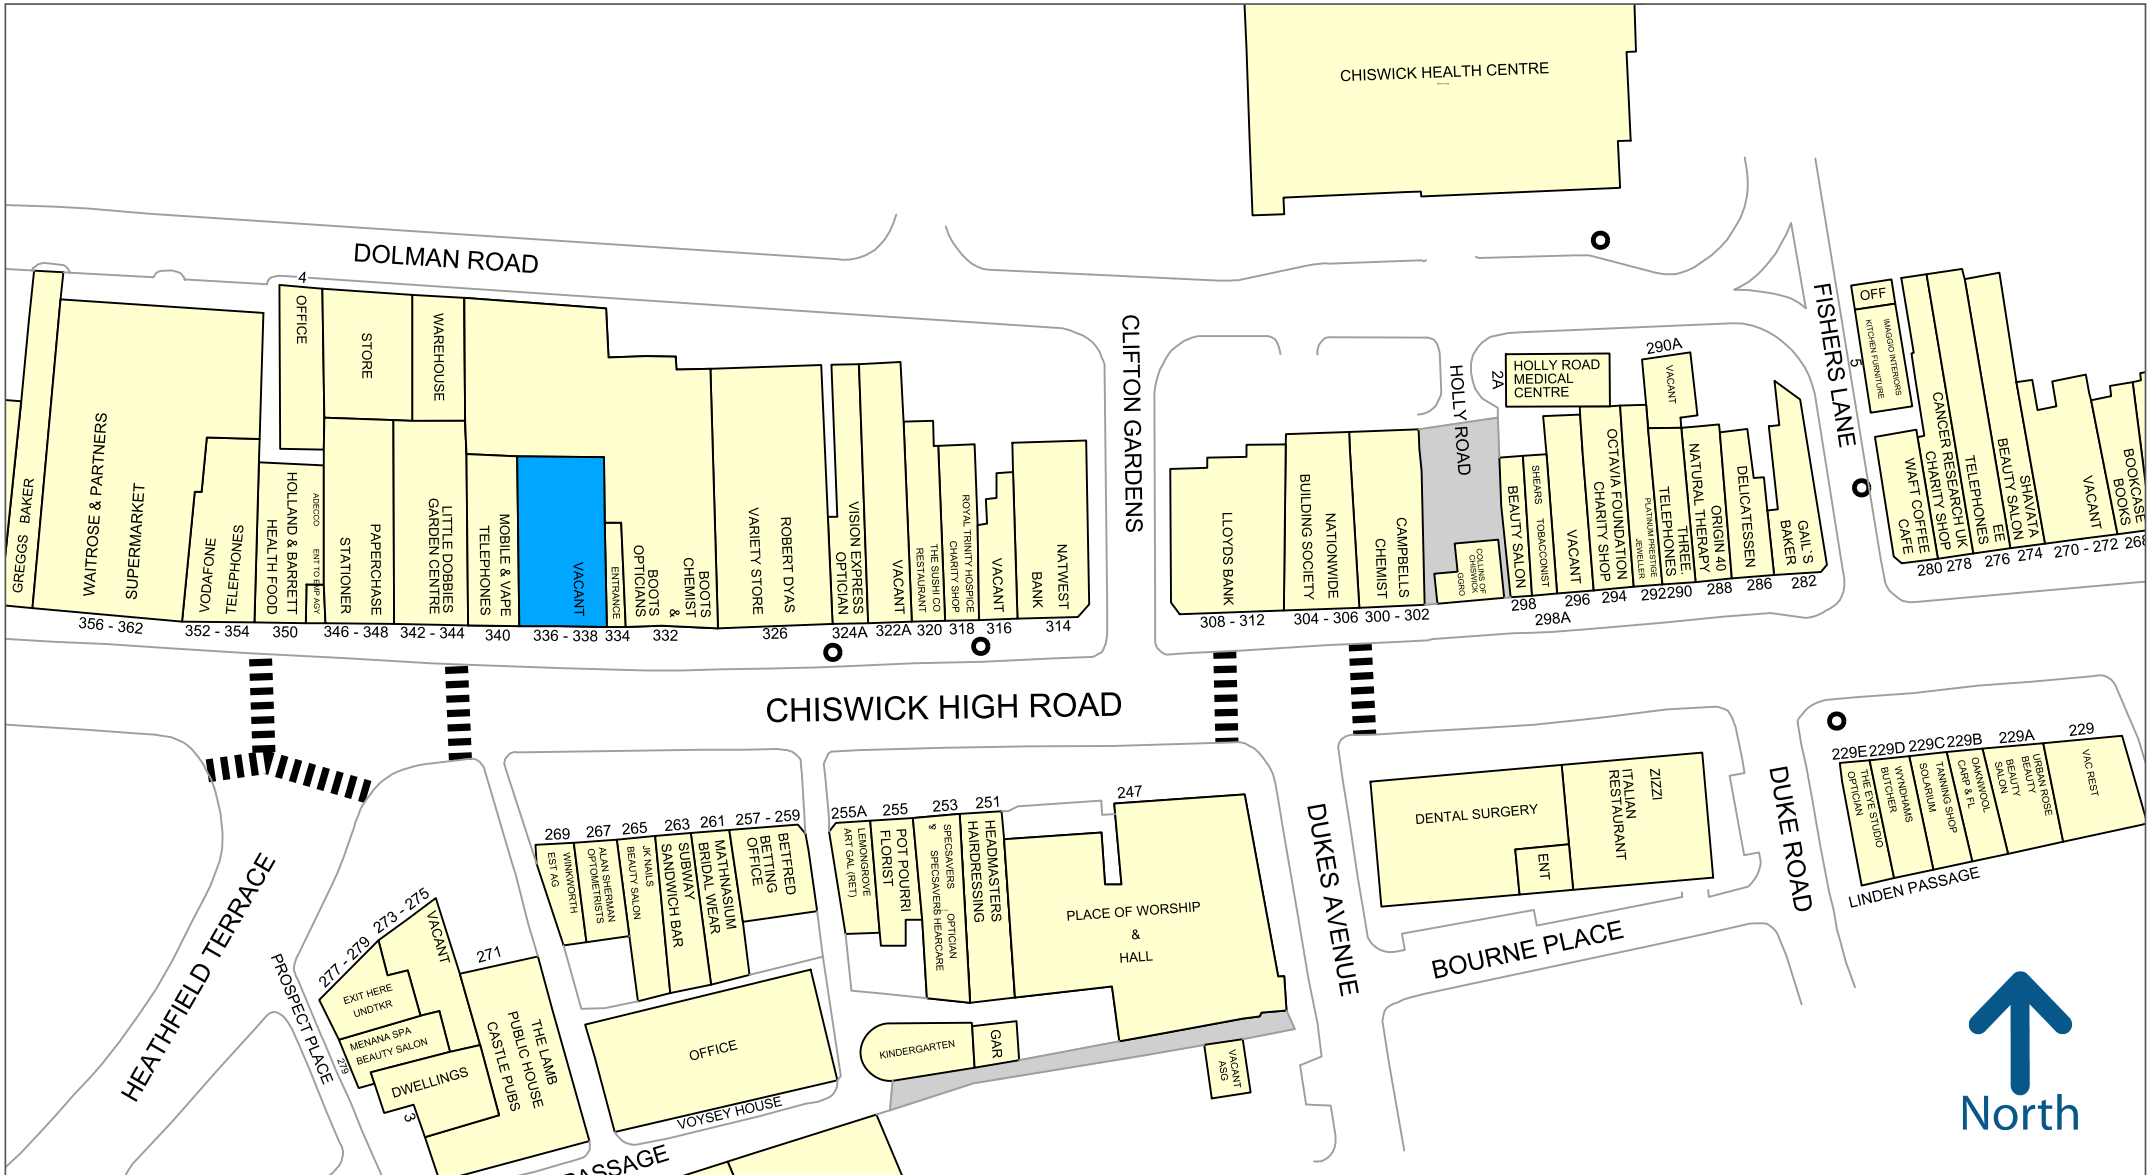 CHISWICK HEALTH CENTRE
DOLMAN ROAD
CLIFTON GARDENS
HOLLY ROAD
FISHERS LANE
4
OFFICE
STORE
WAREHOUSE
GREGGS BAKER
WAITROSE & PARTNERS
SUPERMARKET
356 - 362
VODAFONE
TELEPHONES
352 - 354
HOLLAND & BARRETT
HEALTH FOOD
350
ADECCO
ENT TO EMP AGY
PAPERCHASE
STATIONER
346 - 348
LITTLE DOBBIES
GARDEN CENTRE
342 - 344
MOBILE & VAPE
TELEPHONES
340
VACANT
336 - 338
ENTRANCE
334
BOOTS
OPTICIANS
&
BOOTS
CHEMIST
332
ROBERT DYAS
VARIETY STORE
326
VISION EXPRESS
OPTICIAN
324A
VACANT
322A
THE SUSHI CO
RESTAURANT
320
ROYAL TRINITY HOSPICE
CHARITY SHOP
318
VACANT
316
NATWEST
BANK
314
LLOYDS BANK
308 - 312
NATIONWIDE
BUILDING SOCIETY
304 - 306
CAMPBELLS
CHEMIST
300 - 302
COLLINS OF
CHISWICK
GGRO
2A
HOLLY ROAD
MEDICAL
CENTRE
BEAUTY SALON
298
SHEARS TOBACCONIST
298A
VACANT
296
OCTAVIA FOUNDATION
CHARITY SHOP
294
PLATINUM PRESTIGE
JEWELLER
292
THREE.
TELEPHONES
290
290A
VACANT
ORIGIN 40
NATURAL THERAPY
288
DELICATESSEN
286
GAIL'S
BAKER
282
OFF
IMAGGIO INTERIORS
KITCHEN FURNITURE
5
WAFT COFFEE
CAFE
280
CANCER RESEARCH UK
CHARITY SHOP
278
EE
TELEPHONES
276
SHAVATA
BEAUTY SALON
274
VACANT
270 - 272
BOOKCASE
BOOKS
268
CHISWICK HIGH ROAD
HEATHFIELD TERRACE
PROSPECT PLACE
DUKES AVENUE
DUKE ROAD
BOURNE PLACE
LINDEN PASSAGE
269
WINKWORTH
EST AG
267
ALAN SHERMAN
OPTOMETRISTS
265
JK NAILS
BEAUTY SALON
263
SUBWAY
SANDWICH BAR
261
MATHNASIUM
BRIDAL WEAR
257 - 259
BETFRED
BETTING
OFFICE
255A
LEMONGROVE
ART GAL (RET)
255
POT POURRI
FLORIST
253
SPECSAVERS OPTICIAN
& SPECSAVERS HEARCARE
251
HEADMASTERS
HAIRDRESSING
247
PLACE OF WORSHIP
&
HALL
DENTAL SURGERY
ENT
ZIZZI
ITALIAN
RESTAURANT
229E
THE EYE STUDIO
OPTICIAN
229D
WYNDHAMS
BUTCHER
229C
TANNING SHOP
SOLARIUM
229B
OAKWOOL
CARP & FL
229A
URBAN ROSE
BEAUTY
BEAUTY
SALON
229
VAC REST
277 - 279
EXIT HERE
UNDTKR
273 - 275
VACANT
MENANA SPA
BEAUTY SALON
279
DWELLINGS
3
271
THE LAMB
PUBLIC HOUSE
CASTLE PUBS
OFFICE
VOYSEY HOUSE
KINDERGARTEN
GAR
VACANT
ASG
PASSAGE
North